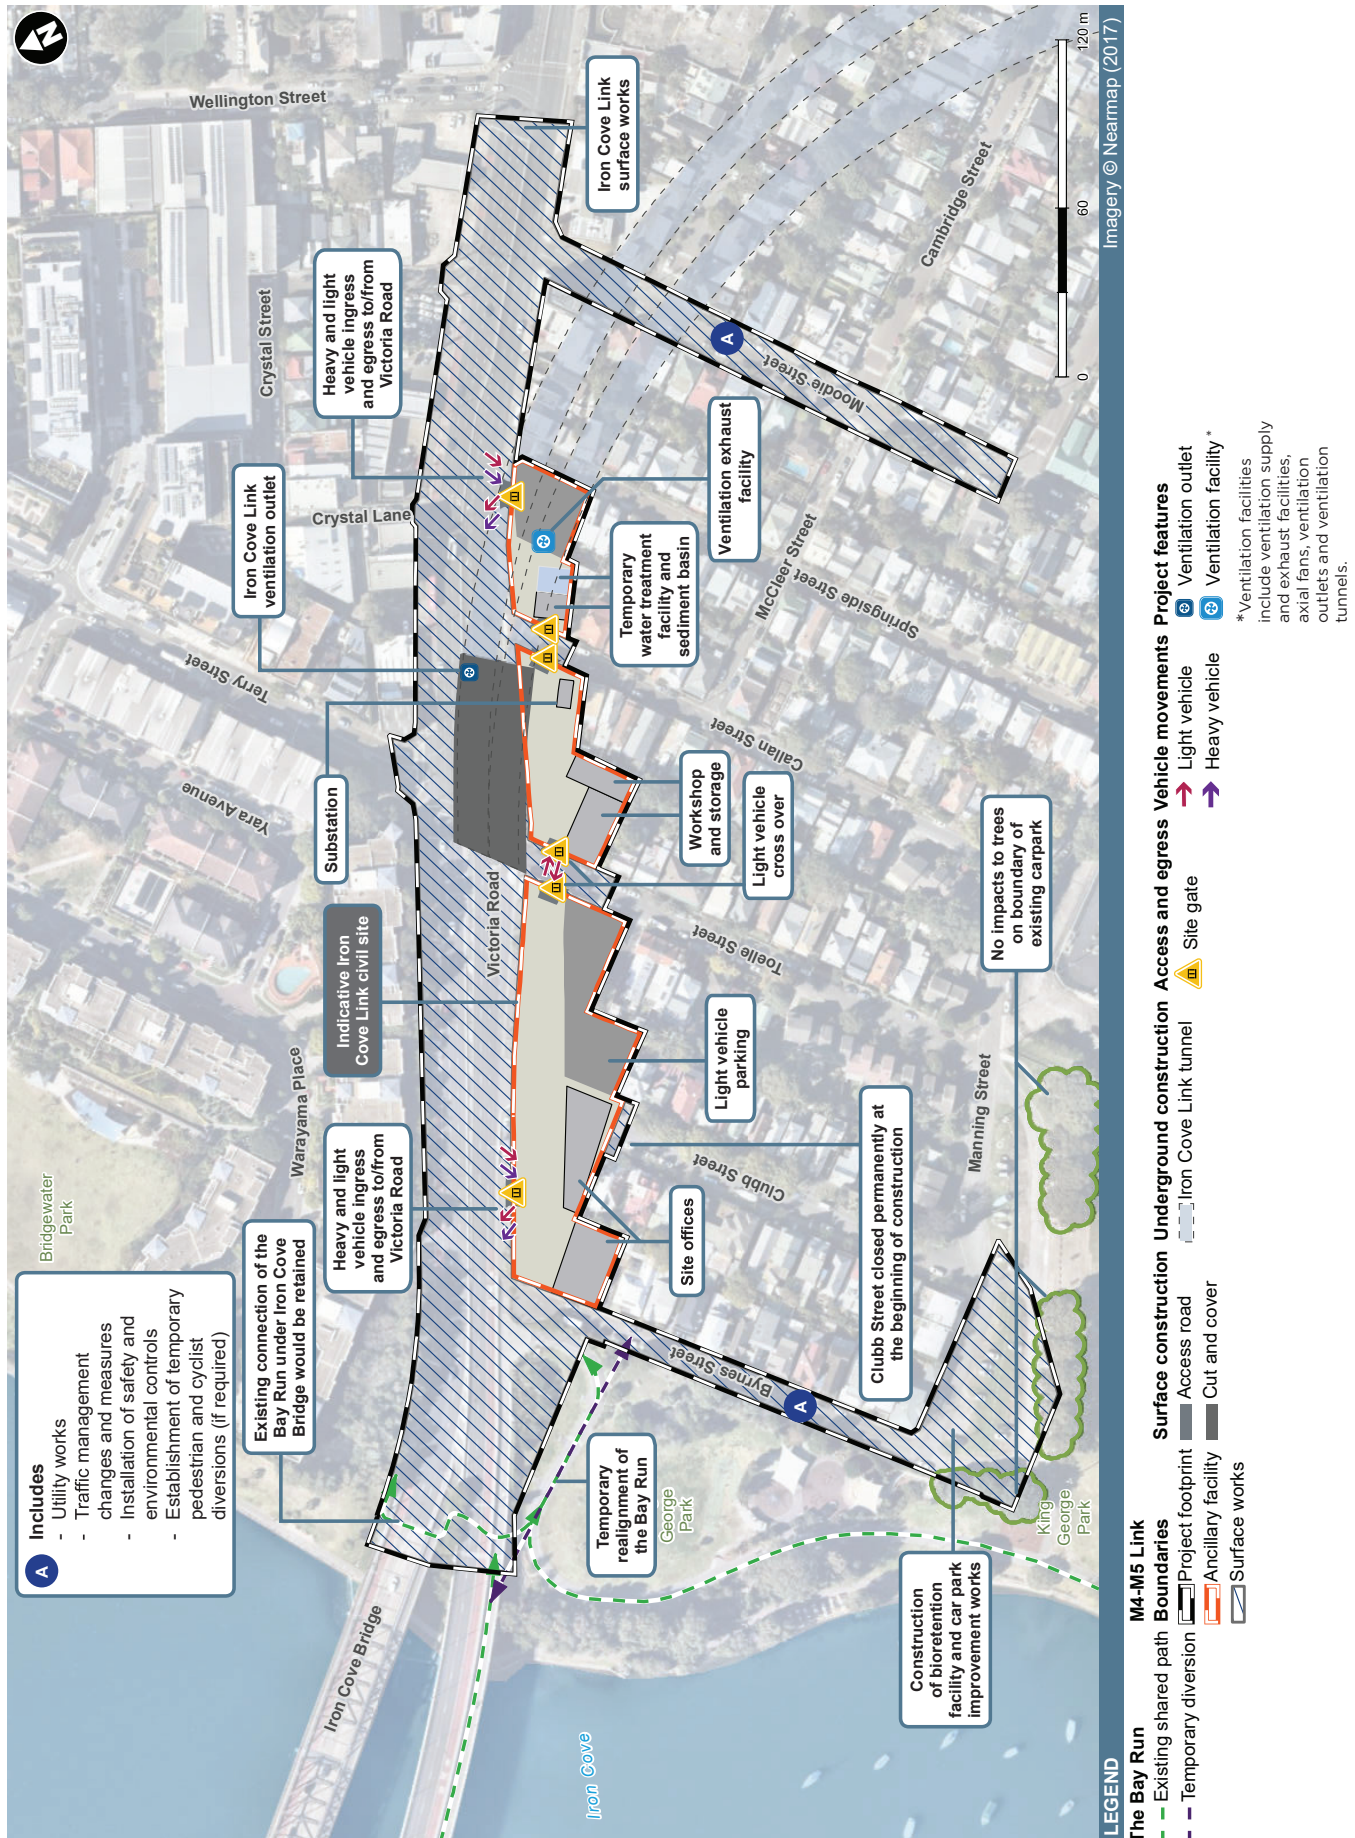 N
A Includes
- Utility works
- Traffic management
changes and measures
- Installation of safety and
environmental controls
- Establishment of temporary
pedestrian and cyclist
diversions (if required)
Bridgewater
Park
Existing connection of the
Bay Run under Iron Cove
Bridge would be retained
Warayama Place
Heavy and light
vehicle ingress
and egress to/from
Victoria Road
Indicative Iron
Cove Link civil site
Substation
Yara Avenue
Terry Street
Iron Cove Link
ventilation outlet
Crystal Lane
Crystal Street
Heavy and light
vehicle ingress
and egress to/from
Victoria Road
Wellington Street
Iron Cove Link
surface works
Iron Cove Bridge
Victoria Road
Iron Cove
Temporary
realignment of
the Bay Run
George
Park
Byrnes Street
A
Site offices
Clubb Street
Light vehicle
parking
Toelle Street
Workshop
and storage
Light vehicle
cross over
Callan Street
Temporary
water treatment
facility and
sediment basin
Springside Street
McCleer Street
Ventilation exhaust
facility
Moodie Street
A
Cambridge Street
Clubb Street closed permanently at
the beginning of construction
Manning Street
No impacts to trees
on boundary of
existing carpark
Construction
of bioretention
facility and car park
improvement works
King
George
Park
0
60
120 m
LEGEND
Imagery © Nearmap (2017)
The Bay Run
Existing shared path
Temporary diversion
M4-M5 Link
Boundaries
Project footprint
Ancillary facility
Surface works
Surface construction
Access road
Cut and cover
Underground construction
Iron Cove Link tunnel
Access and egress
Site gate
Vehicle movements
Light vehicle
Heavy vehicle
Project features
Ventilation outlet
Ventilation facility *
*Ventilation facilities
include ventilation supply
and exhaust facilities,
axial fans, ventilation
outlets and ventilation
tunnels.